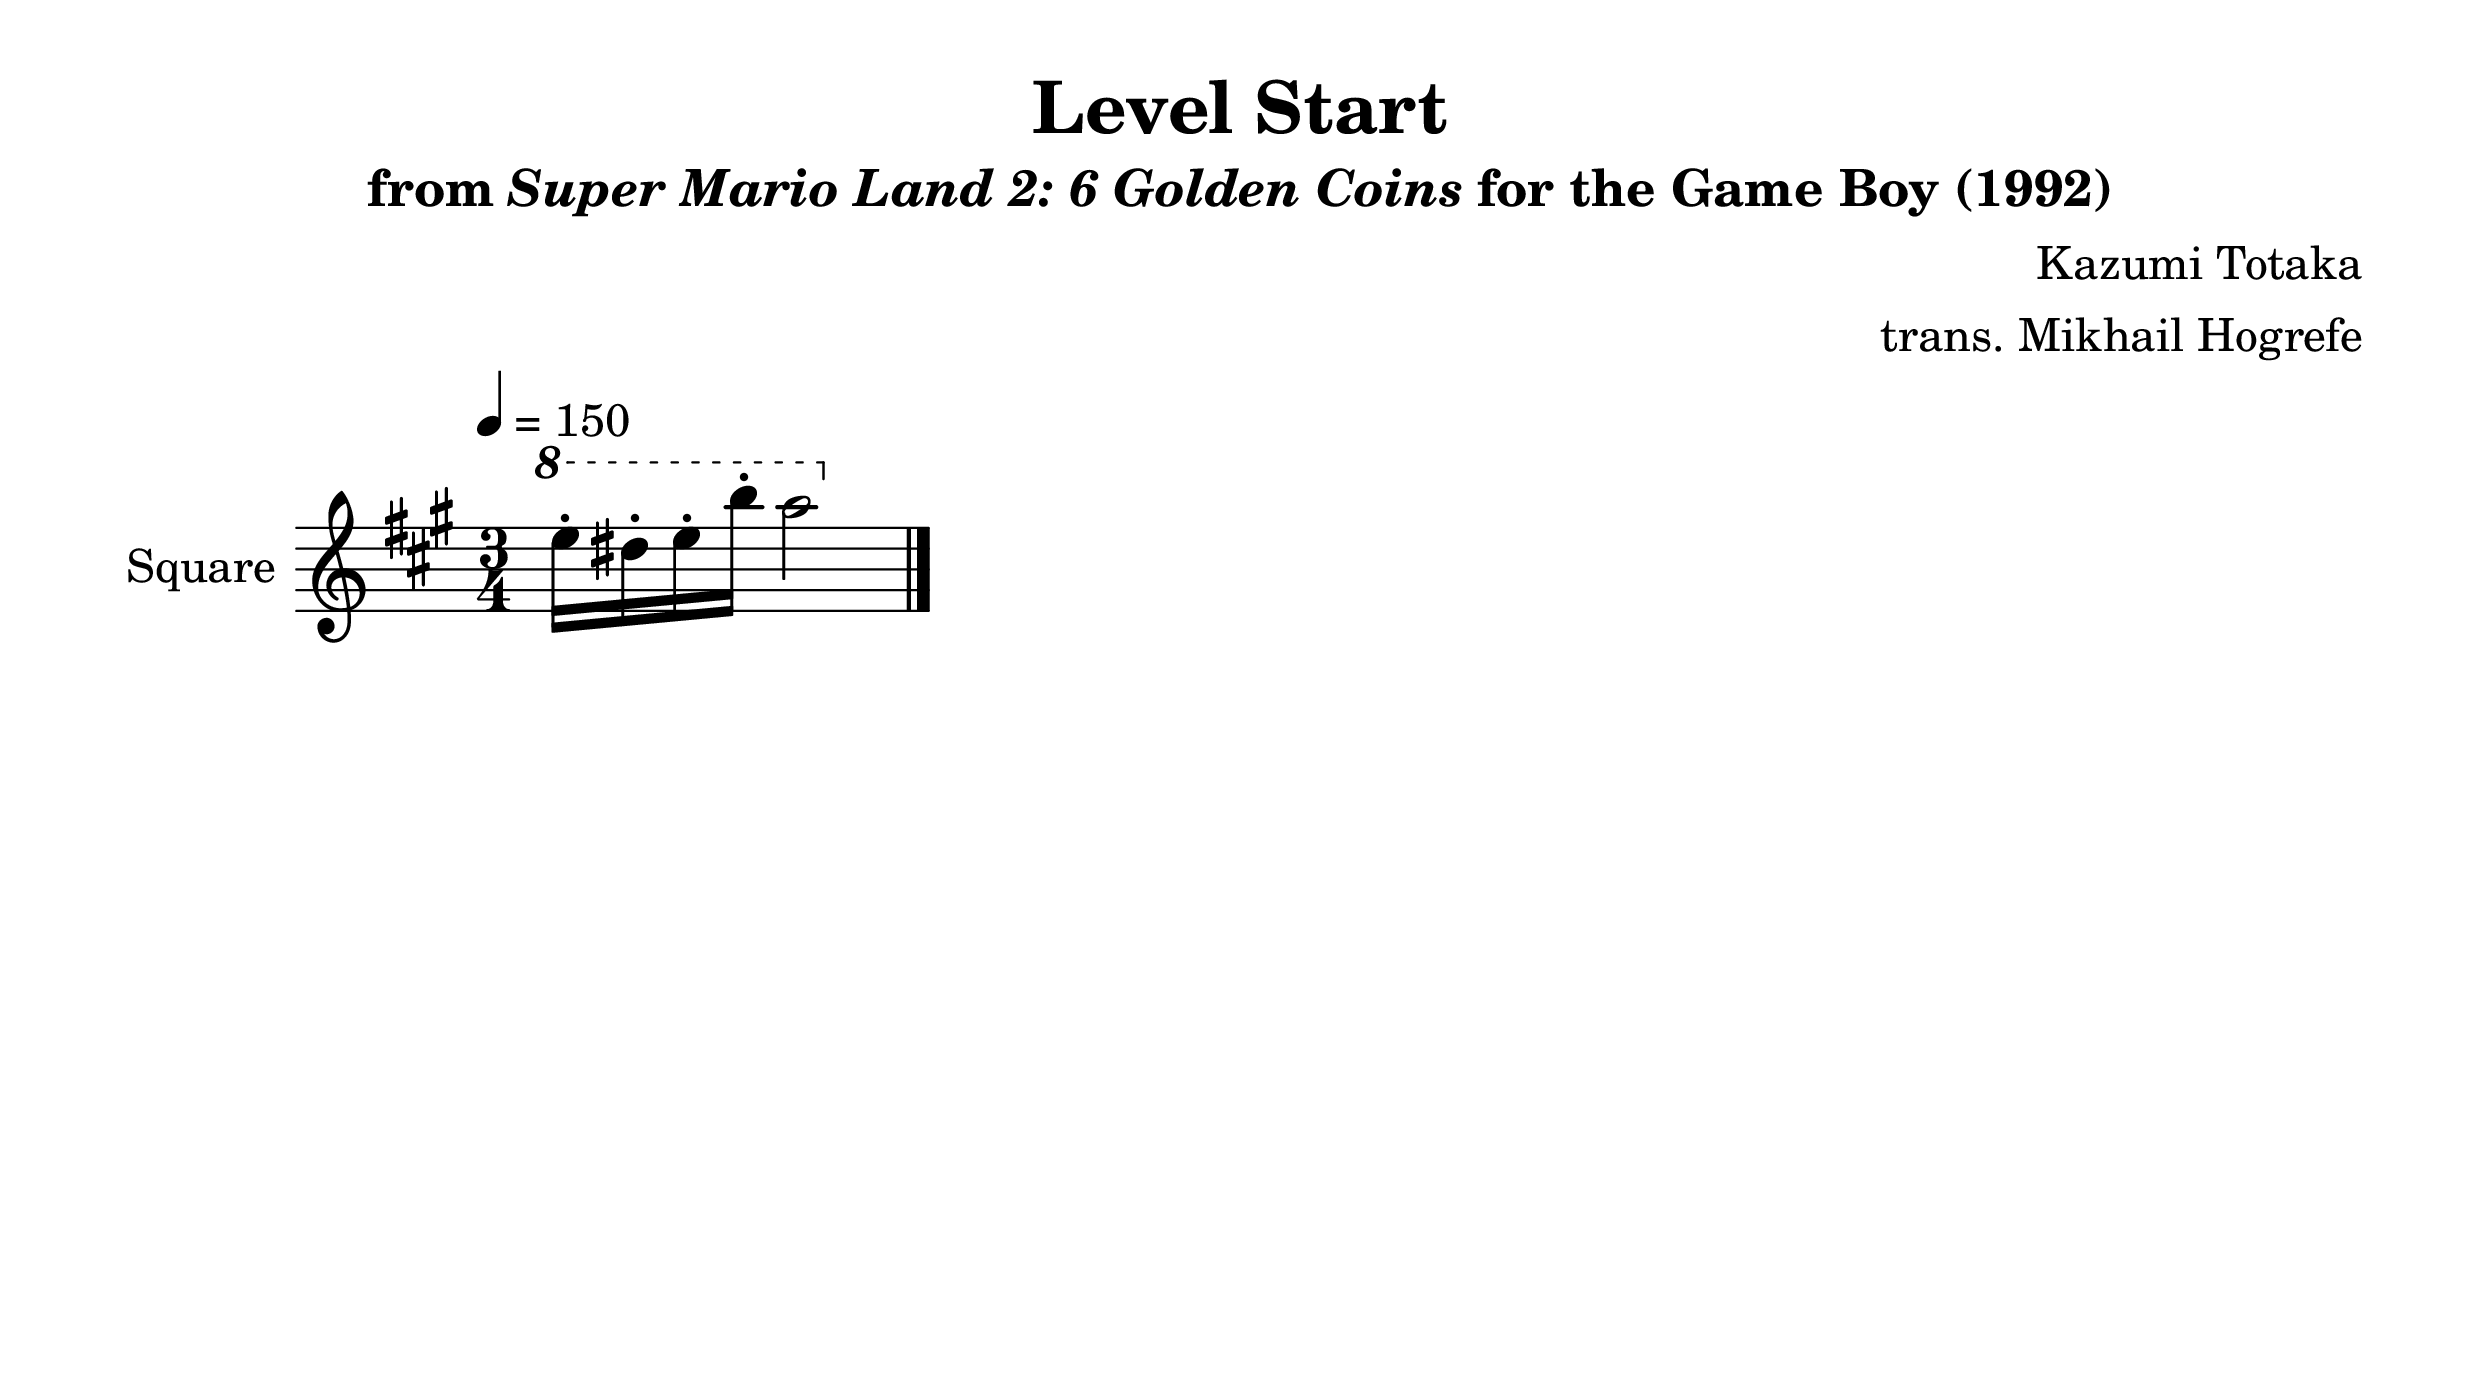 Level Start
from Super Mario Land 2: 6 Golden Coins for the Game Boy (1992)
Kazumi Totaka
trans. Mikhail Hogrefe
= 150
8
Square
3
4